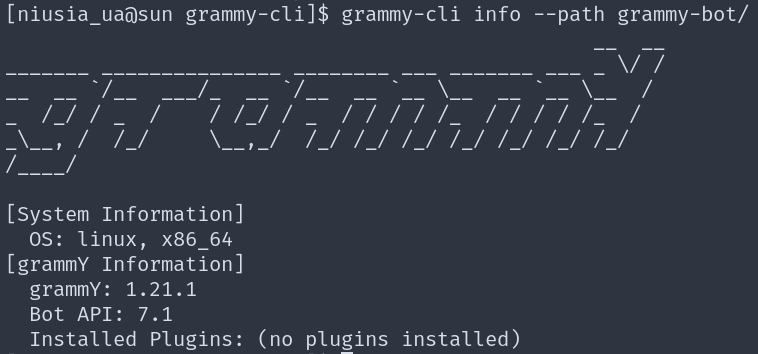 [niusia_ua@sun grammy-cli]$ grammy-cli info --path grammy-bot/
grammY
[System Information]
OS: linux, x86_64
[grammY Information]
grammY: 1.21.1
Bot API: 7.1
Installed Plugins: (no plugins installed)